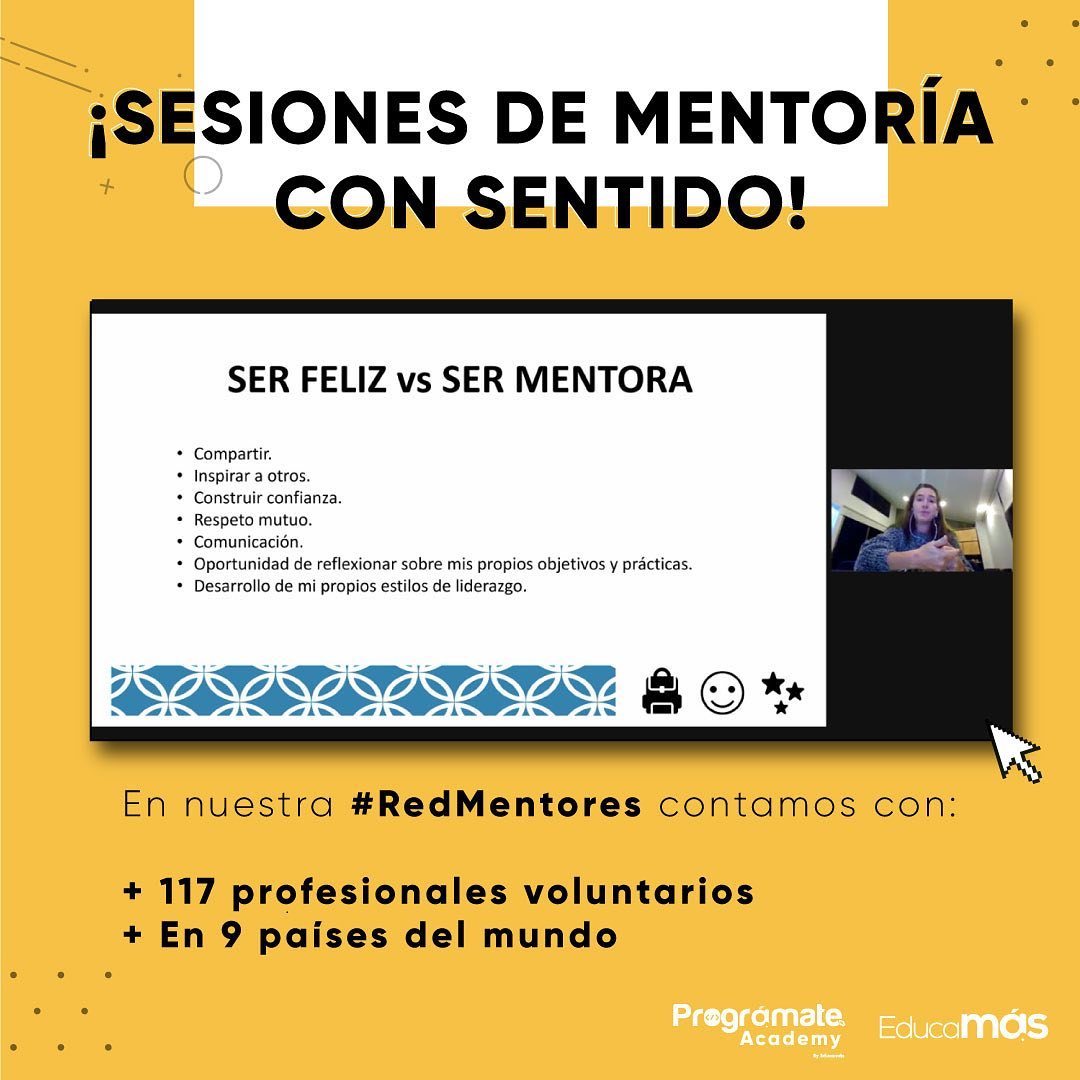 ¡SESIONES DE MENTORÍA
CON SENTIDO!
SER FELIZ vs SER MENTORA
• Compartir.
• Inspirar a otros.
• Construir confianza.
• Respeto mutuo.
• Comunicación.
• Oportunidad de reflexionar sobre mis propios objetivos y prácticas.
• Desarrollo de mi propios estilos de liderazgo.
En nuestra #RedMentores contamos con:
+ 117 profesionales voluntarios
+ En 9 países del mundo
Prográmate
Academy
By Educamás
Educamás